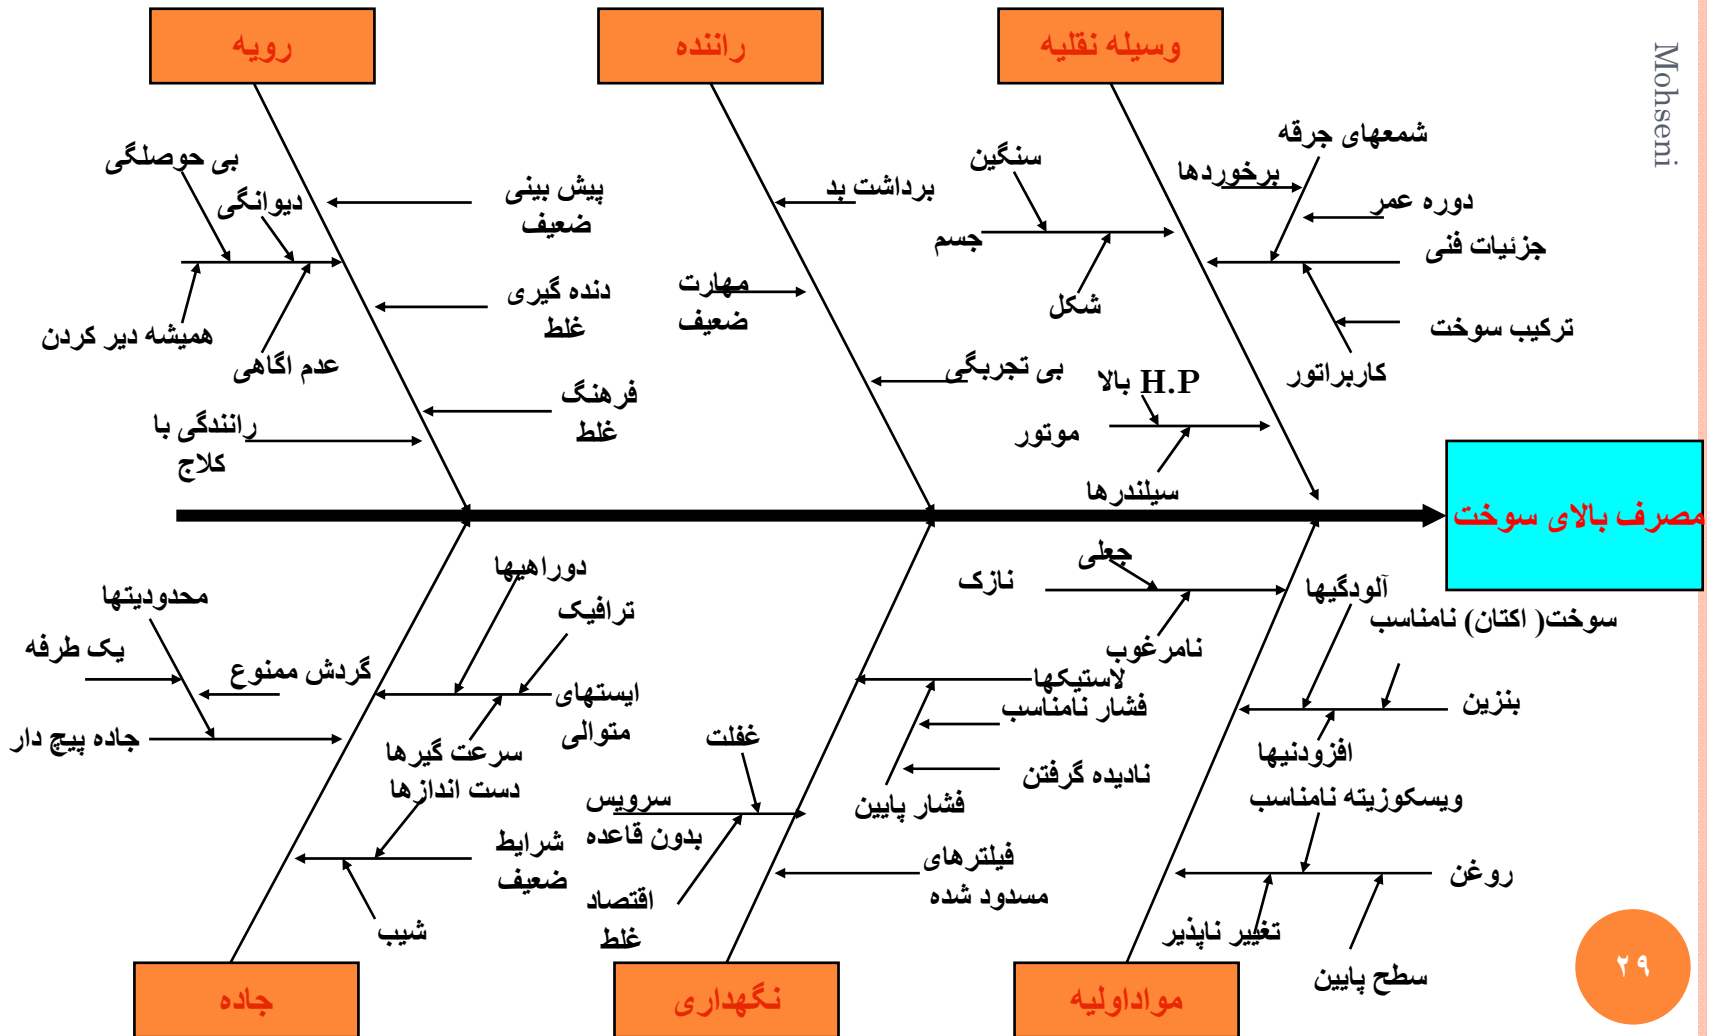 وسیله نقلیه
راننده
رویه
Mohseni
شمعهای جرقه
برخوردها
دوره عمر
جزئیات فنی
ترکیب سوخت
کاربراتور
سنگین
جسم
شکل
H.P بالا
موتور
سیلندرها
برداشت بد
مهارت
ضعیف
بی تجربگی
بی حوصلگی
دیوانگی
پیش بینی
ضعیف
دنده گیری
غلط
همیشه دیر کردن
عدم اگاهی
فرهنگ
غلط
رانندگی با
کلاج
مصرف بالای سوخت
جعلی
نازک
نامرغوب
آلودگیها
سوخت( اکتان) نامناسب
بنزین
افزودنیها
ویسکوزیته نامناسب
روغن
تغییر ناپذیر
سطح پایین
لاستیکها
فشار نامناسب
نادیده گرفتن
فشار پایین
غفلت
سرویس
بدون قاعده
اقتصاد
غلط
فیلترهای
مسدود شده
دوراهیها
ترافیک
محدودیتها
یک طرفه
گردش ممنوع
جاده پیچ دار
ایستهای
متوالی
سرعت گیرها
دست اندازها
شرایط
ضعیف
شیب
مواداولیه
نگهداری
جاده
۲۹